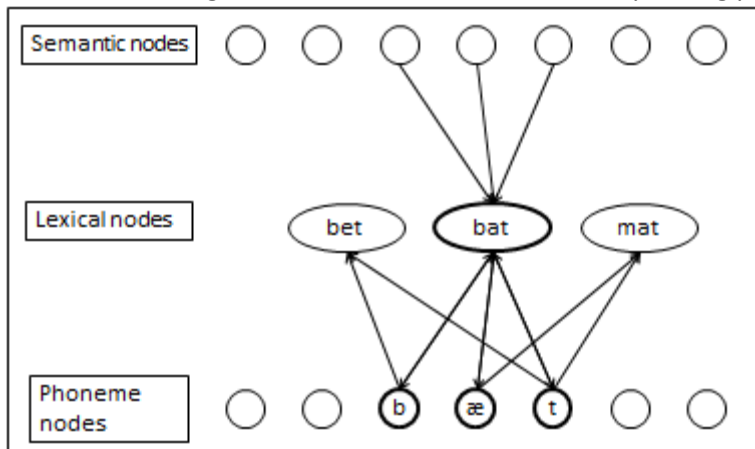 Semantic nodes
Lexical nodes
bet bat mat
Phoneme
nodes
b æ t